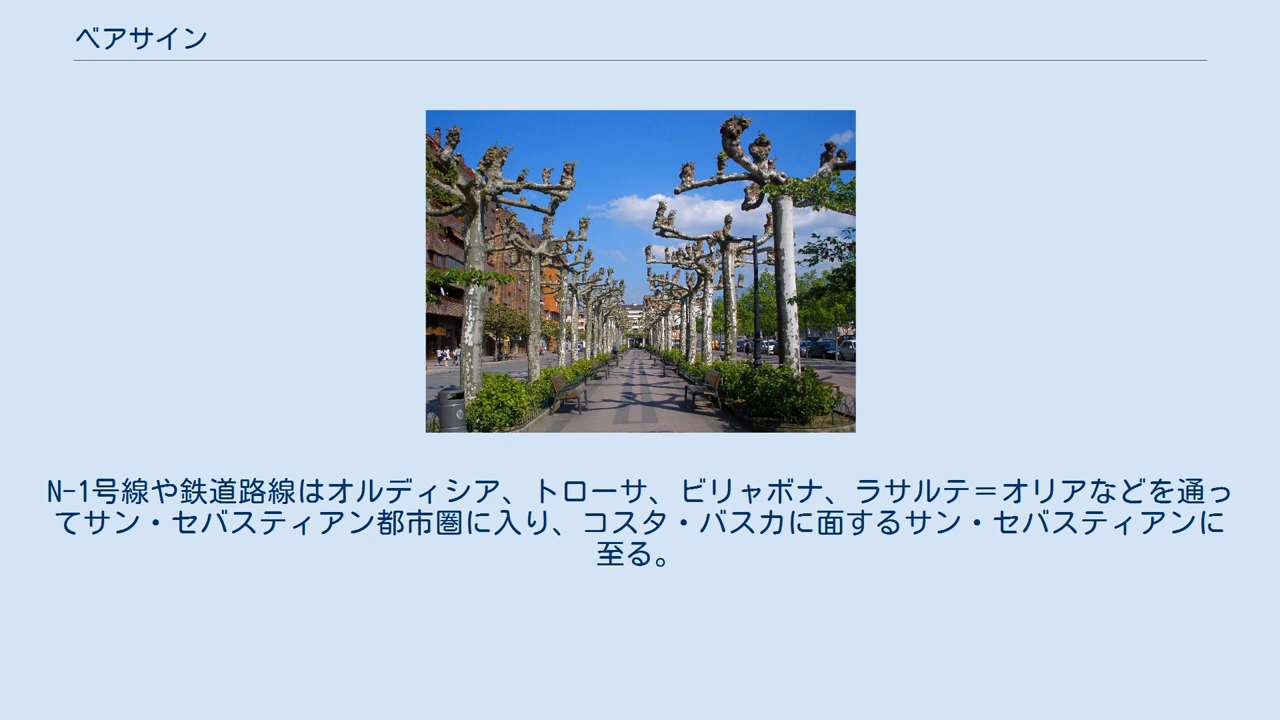 ベアサイン
N-1号線や鉄道路線はオルディシア、トローサ、ビリャボナ、ラサルテ＝オリアなどを通っ
てサン・セバスティアン都市圏に入り、コスタ・バスカに面するサン・セバスティアンに
至る。